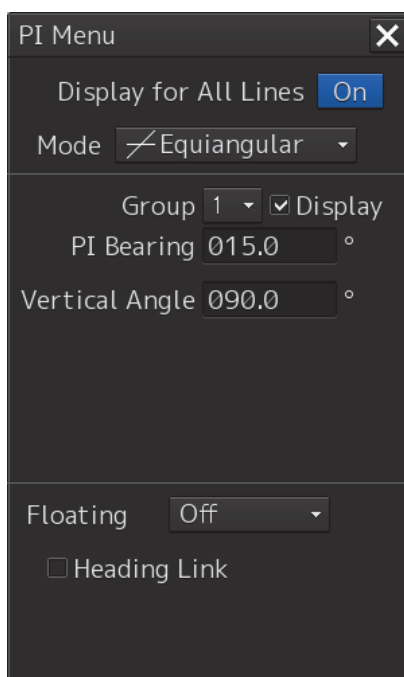 PI Menu
Display for All Lines On
Mode Equiangular
Group 1 Display
PI Bearing 015.0 °
Vertical Angle 090.0 °
Floating Off
Heading Link